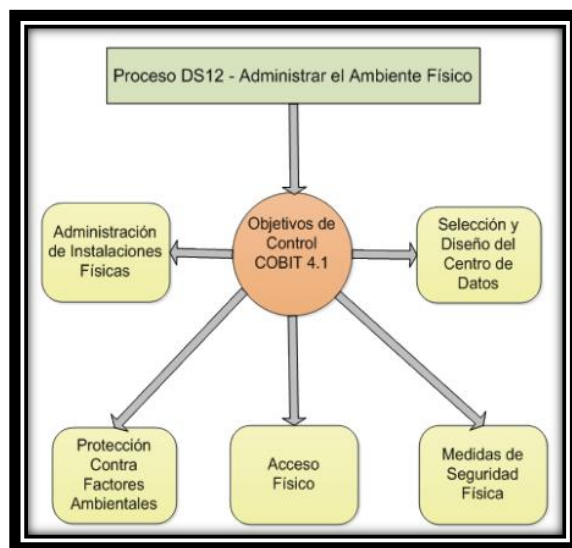 Proceso DS12 - Administrar el Ambiente Físico
Objetivos de
Control
COBIT 4.1
Administración
de Instalaciones
Físicas
Selección y
Diseño del
Centro de
Datos
Protección
Contra
Factores
Ambientales
Acceso
Físico
Medidas de
Seguridad
Física